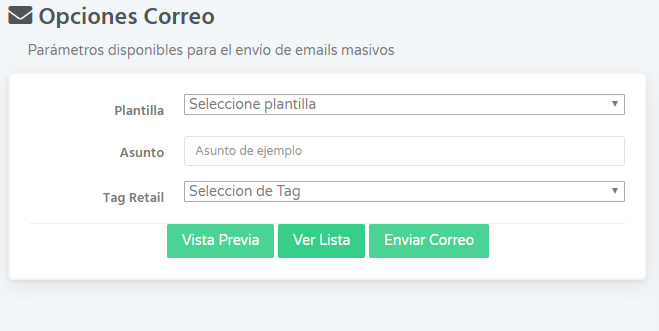 Opciones Correo
Parámetros disponibles para el envío de emails masivos
Plantilla Seleccione plantilla
Asunto Asunto de ejemplo
Tag Retail Seleccion de Tag
Vista Previa Ver Lista Enviar Correo